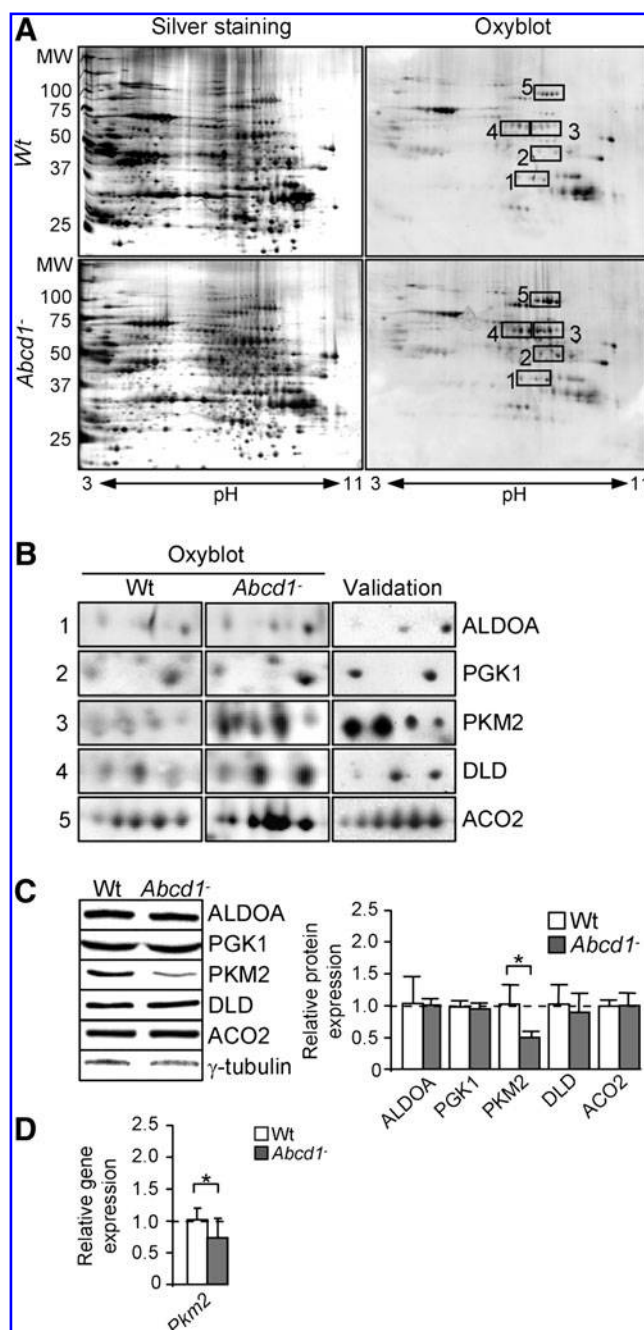 A
Silver staining Oxyblot
MW
100
75
50
37
25
Wt
5
4 3
2
1
MW
100
75
50
37
25
Abcd1-
5
4 3
2
1
3 pH 11 3 pH 11
B
Oxyblot
Wt Abcd1- Validation
1 ALDOA
2 PGK1
3 PKM2
4 DLD
5 ACO2
C
Wt Abcd1-
ALDOA
PGK1
PKM2
DLD
ACO2
γ-tubulin
Relative protein expression
2.5
2.0
1.5
1.0
0.5
0
Wt
Abcd1-
*
ALDOA PGK1 PKM2 DLD ACO2
D
Relative gene expression
2.5
2.0
1.5
1.0
0.5
0
Wt
Abcd1-
*
Pkm2